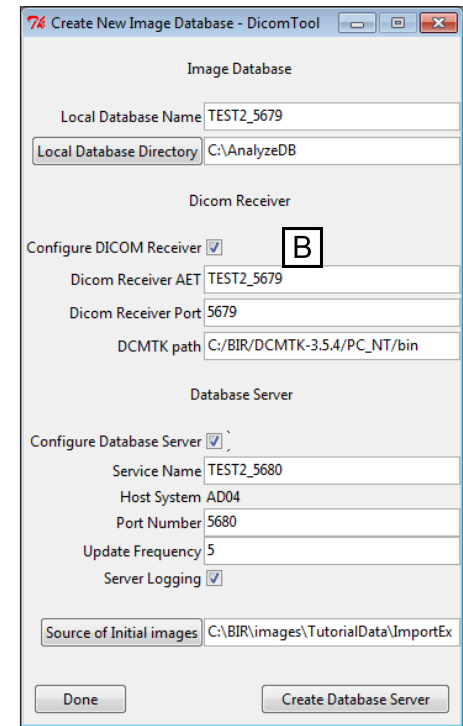 Create New Image Database - DicomTool
Image Database
Local Database Name TEST2_5679
Local Database Directory C:\AnalyzeDB
Dicom Receiver
Configure DICOM Receiver B
Dicom Receiver AET TEST2_5679
Dicom Receiver Port 5679
DCMTK path C:/BIR/DCMTK-3.5.4/PC_NT/bin
Database Server
Configure Database Server
Service Name TEST2_5680
Host System AD04
Port Number 5680
Update Frequency 5
Server Logging
Source of Initial images C:\BIR\images\TutorialData\ImportEx
Done Create Database Server